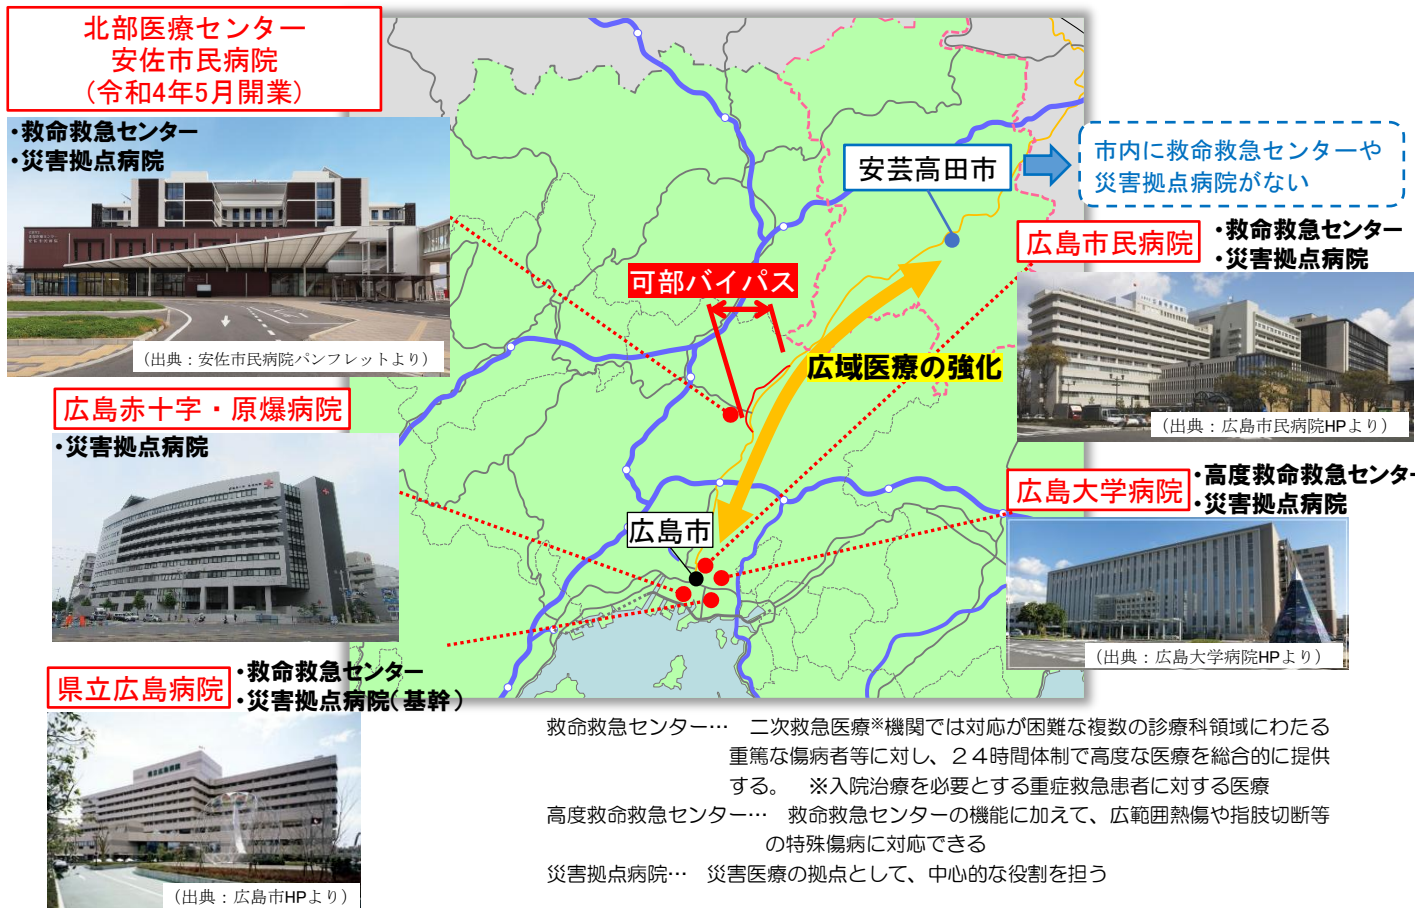 北部医療センター
安佐市民病院
(令和4年5月開業)
・救命救急センター
・災害拠点病院
(出典：安佐市民病院パンフレットより)
広島赤十字・原爆病院
・災害拠点病院
県立広島病院
・救命救急センター
・災害拠点病院(基幹)
県立広島病院
(出典：広島市HPより)
安芸高田市
市内に救命救急センターや
災害拠点病院がない
可部バイパス
広域医療の強化
広島市
広島市民病院
・救命救急センター
・災害拠点病院
(出典：広島市民病院HPより)
広島大学病院
・高度救命救急センター
・災害拠点病院
(出典：広島大学病院HPより)
救命救急センター… 二次救急医療※機関では対応が困難な複数の診療科領域にわたる
重篤な傷病者等に対し、２４時間体制で高度な医療を総合的に提供
する。 ※入院治療を必要とする重症救急患者に対する医療
高度救命救急センター… 救命救急センターの機能に加えて、広範囲熱傷や指肢切断等
の特殊傷病に対応できる
災害拠点病院… 災害医療の拠点として、中心的な役割を担う